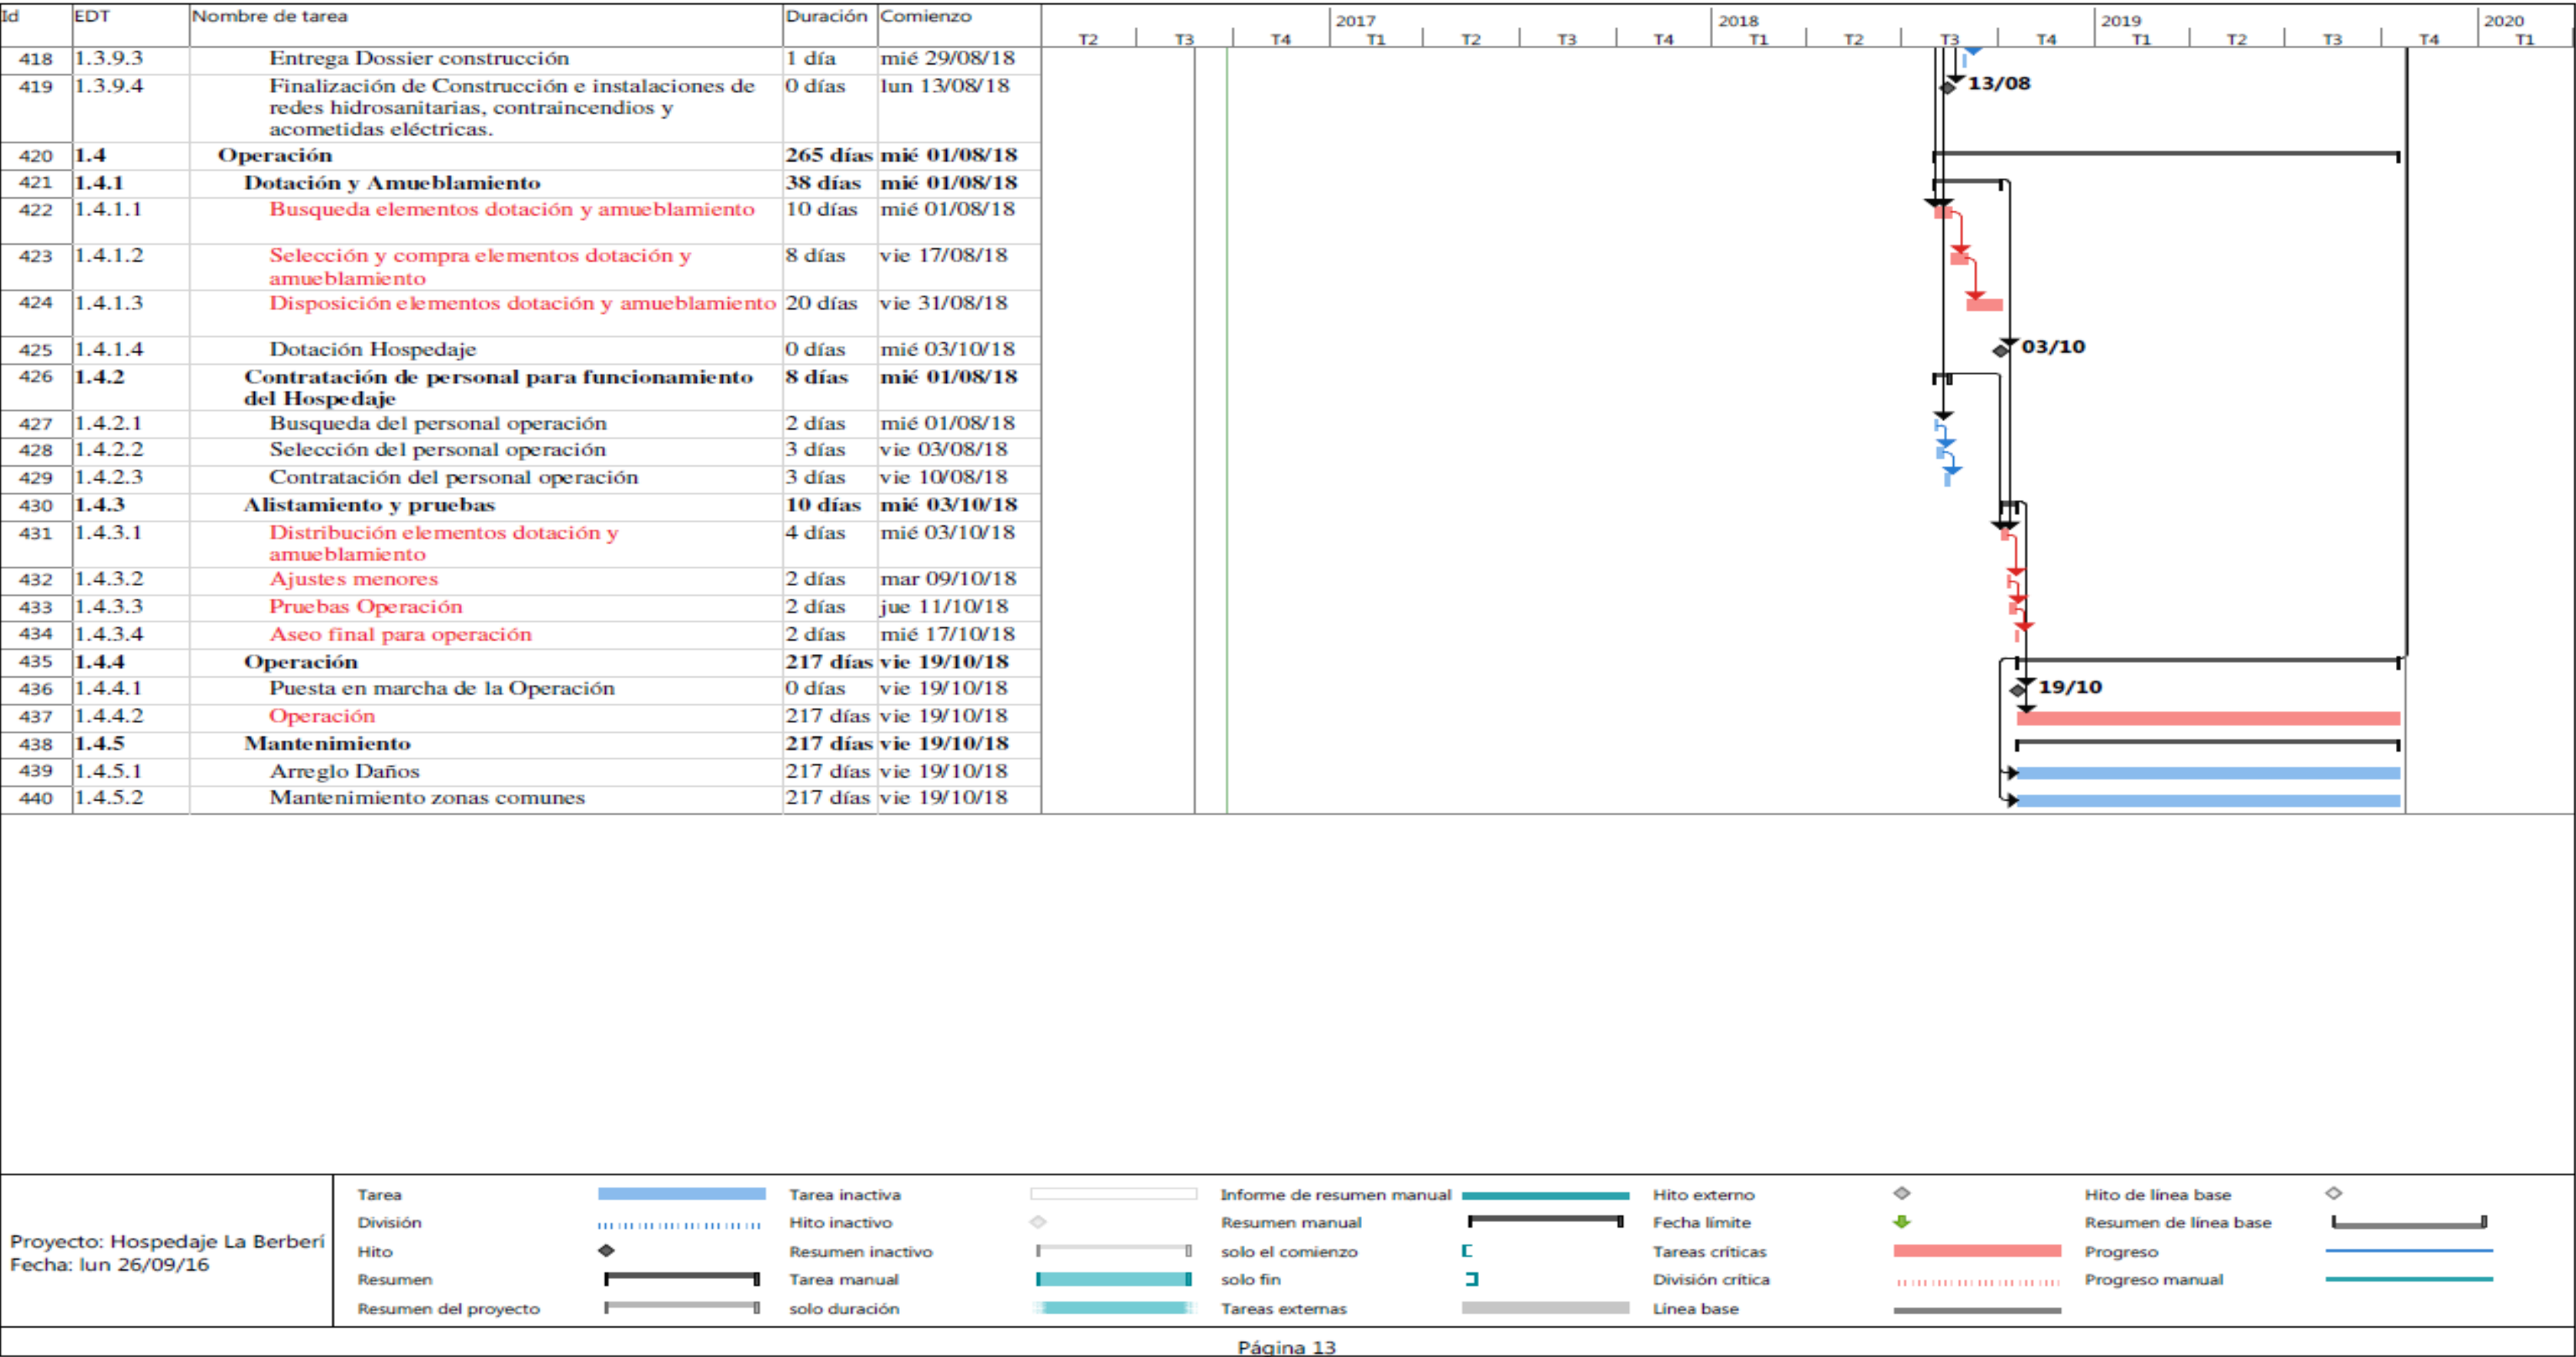 Id EDT Nombre de tarea Duración Comienzo 2017 2018 2019 2020
T2 T3 T4 T1 T2 T3 T4 T1 T2 T3 T4 T1 T2 T3 T4 T1
418 1.3.9.3 Entrega Dossier construcción 1 día mié 29/08/18
419 1.3.9.4 Finalización de Construcción e instalaciones de 0 días lun 13/08/18 13/08
redes hidrosanitarias, contraincendios y
acometidas eléctricas.
420 1.4 Operación 265 días mié 01/08/18
421 1.4.1 Dotación y Amueblamiento 38 días mié 01/08/18
422 1.4.1.1 Busqueda elementos dotación y amueblamiento 10 días mié 01/08/18
423 1.4.1.2 Selección y compra elementos dotación y 8 días vie 17/08/18
amueblamiento
424 1.4.1.3 Disposición elementos dotación y amueblamiento 20 días vie 31/08/18
425 1.4.1.4 Dotación Hospedaje 0 días mié 03/10/18 03/10
426 1.4.2 Contratación de personal para funcionamiento 8 días mié 01/08/18
del Hospedaje
427 1.4.2.1 Busqueda del personal operación 2 días mié 01/08/18
428 1.4.2.2 Selección del personal operación 3 días vie 03/08/18
429 1.4.2.3 Contratación del personal operación 3 días vie 10/08/18
430 1.4.3 Alistamiento y pruebas 10 días mié 03/10/18
431 1.4.3.1 Distribución elementos dotación y 4 días mié 03/10/18
amueblamiento
432 1.4.3.2 Ajustes menores 2 días mar 09/10/18
433 1.4.3.3 Pruebas Operación 2 días jue 11/10/18
434 1.4.3.4 Aseo final para operación 2 días mié 17/10/18
435 1.4.4 Operación 217 días vie 19/10/18
436 1.4.4.1 Puesta en marcha de la Operación 0 días vie 19/10/18 19/10
437 1.4.4.2 Operación 217 días vie 19/10/18
438 1.4.5 Mantenimiento 217 días vie 19/10/18
439 1.4.5.1 Arreglo Daños 217 días vie 19/10/18
440 1.4.5.2 Mantenimiento zonas comunes 217 días vie 19/10/18
Proyecto: Hospedaje La Berberí
Fecha: lun 26/09/16
Tarea Tarea inactiva Informe de resumen manual Hito externo Hito de línea base
División Hito inactivo Resumen manual Fecha límite Resumen de línea base
Hito Resumen inactivo solo el comienzo Tareas críticas Progreso
Resumen Tarea manual solo fin División crítica Progreso manual
Resumen del proyecto solo duración Tareas externas Línea base
Página 13